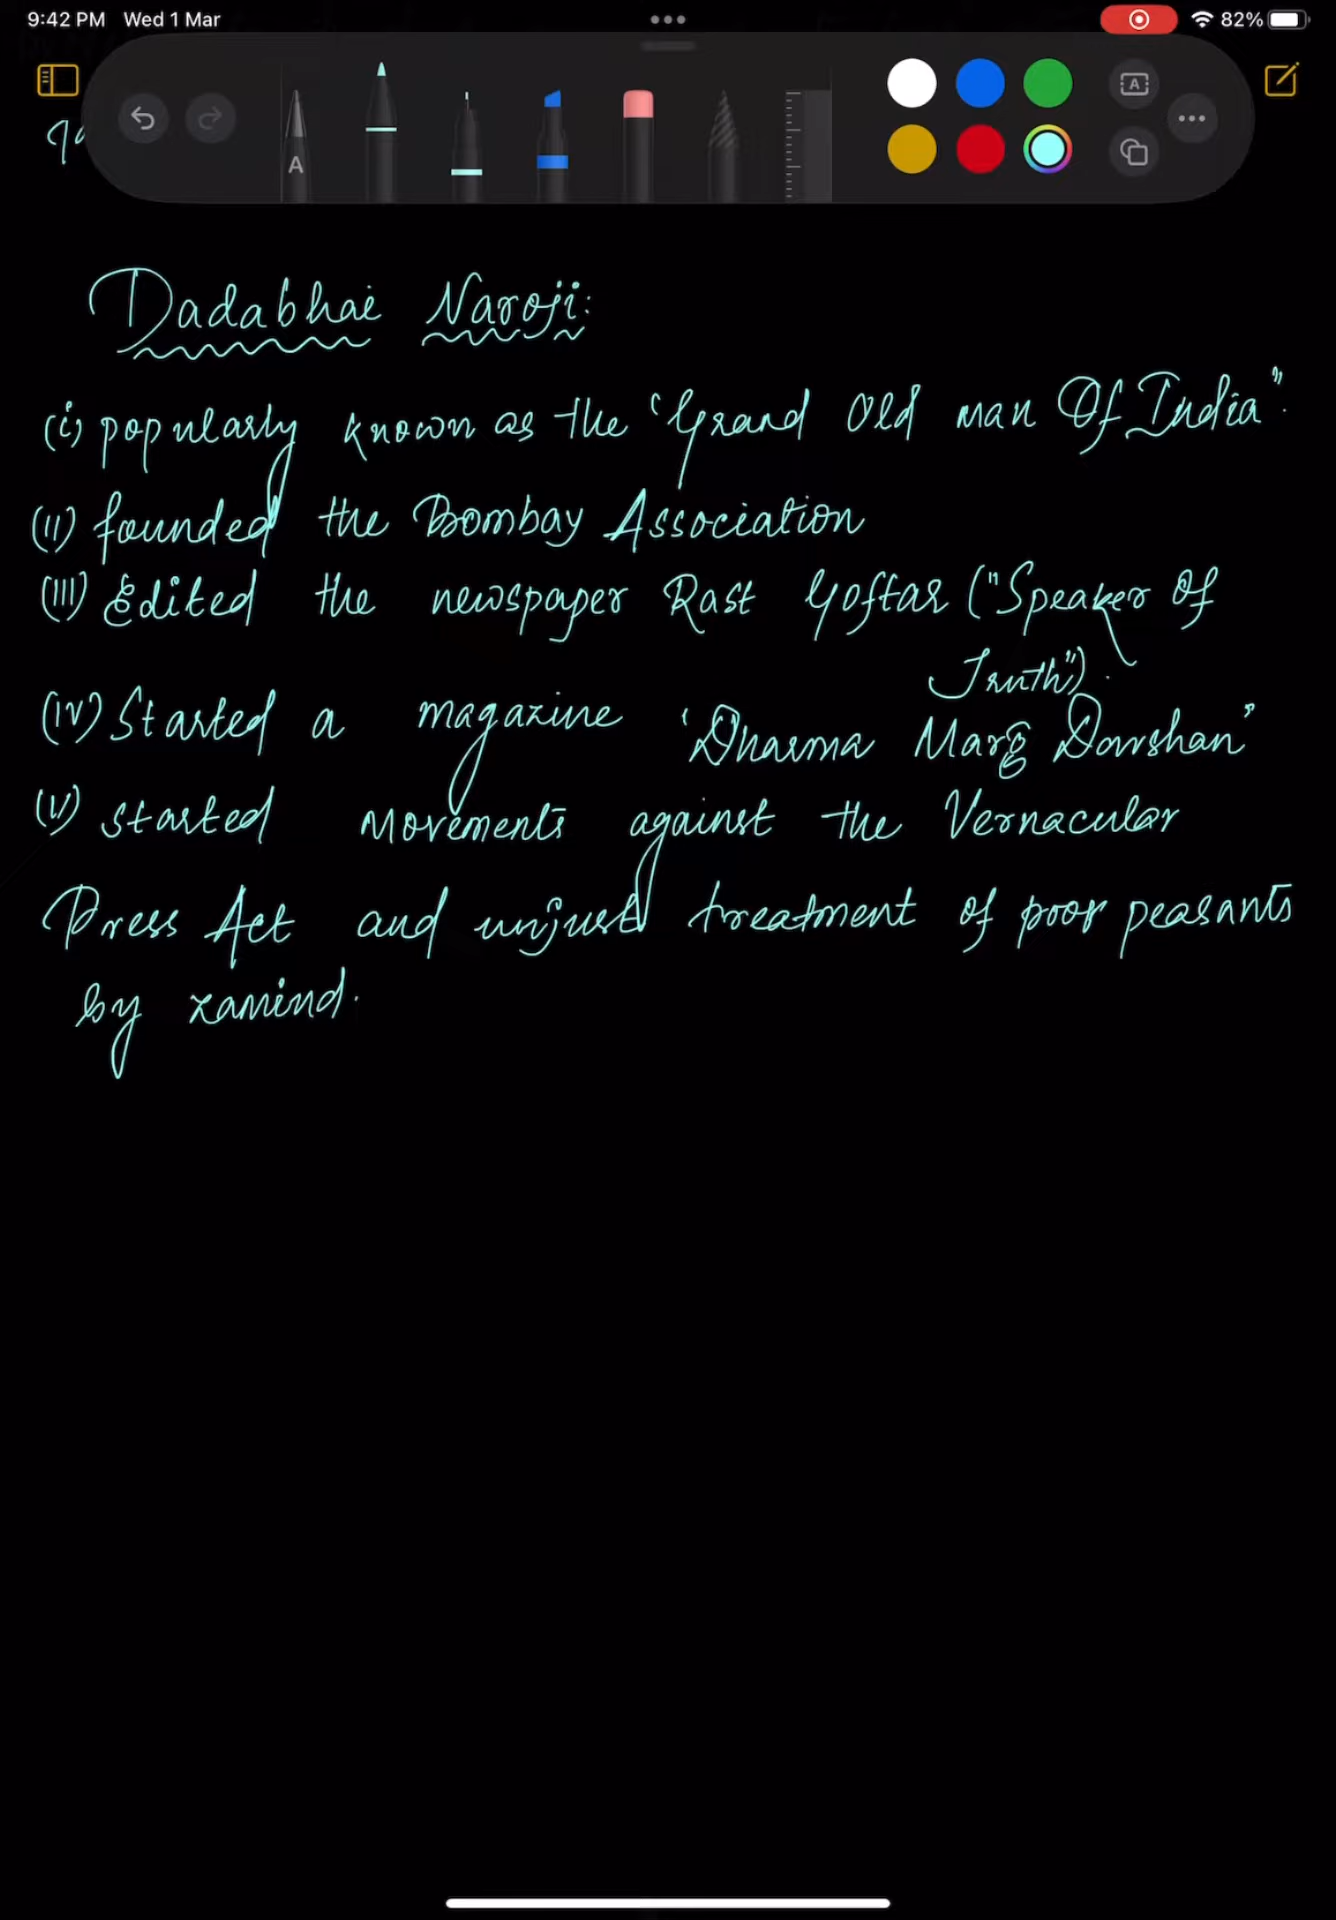 9:42 PM Wed 1 Mar
82%
A
A
Dadabhai Naroji:
(i) popularly known as the "Grand Old man Of India".
(II) founded the Bombay Association
(III) Edited the newspaper Rast Goftar ("Speaker Of
Truth").
(IV) Started a magazine 'Dharma Marg Darshan'
(V) started Movements against the Vernacular
Press Act and unjust treatment of poor peasants
by zamind.